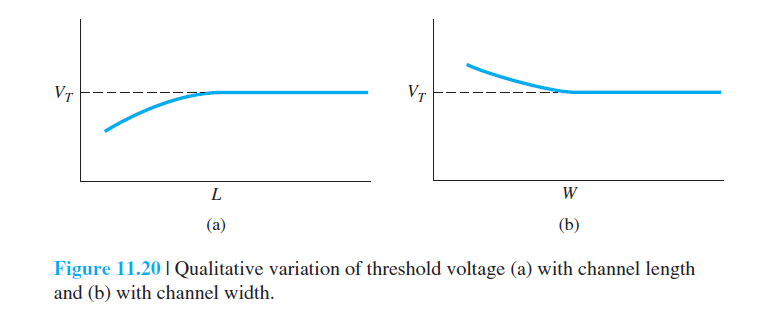 V_T
V_T
L
W
(a)
(b)
Figure 11.20 | Qualitative variation of threshold voltage (a) with channel length
and (b) with channel width.